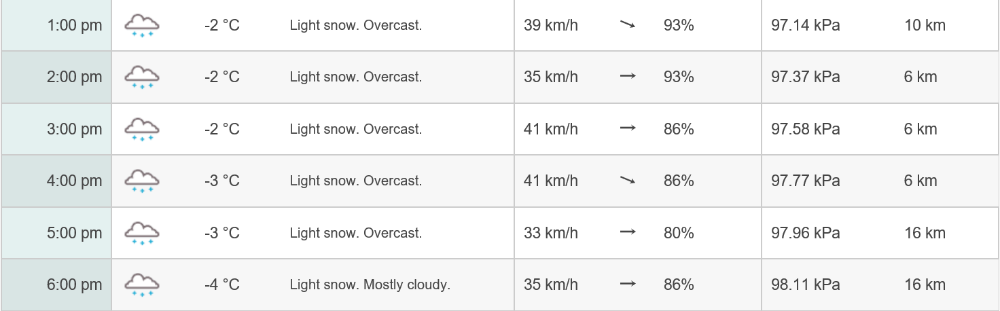 1:00 pm -2 °C Light snow. Overcast. 39 km/h 93% 97.14 kPa 10 km
2:00 pm -2 °C Light snow. Overcast. 35 km/h 93% 97.37 kPa 6 km
3:00 pm -2 °C Light snow. Overcast. 41 km/h 86% 97.58 kPa 6 km
4:00 pm -3 °C Light snow. Overcast. 41 km/h 86% 97.77 kPa 6 km
5:00 pm -3 °C Light snow. Overcast. 33 km/h 80% 97.96 kPa 16 km
6:00 pm -4 °C Light snow. Mostly cloudy. 35 km/h 86% 98.11 kPa 16 km